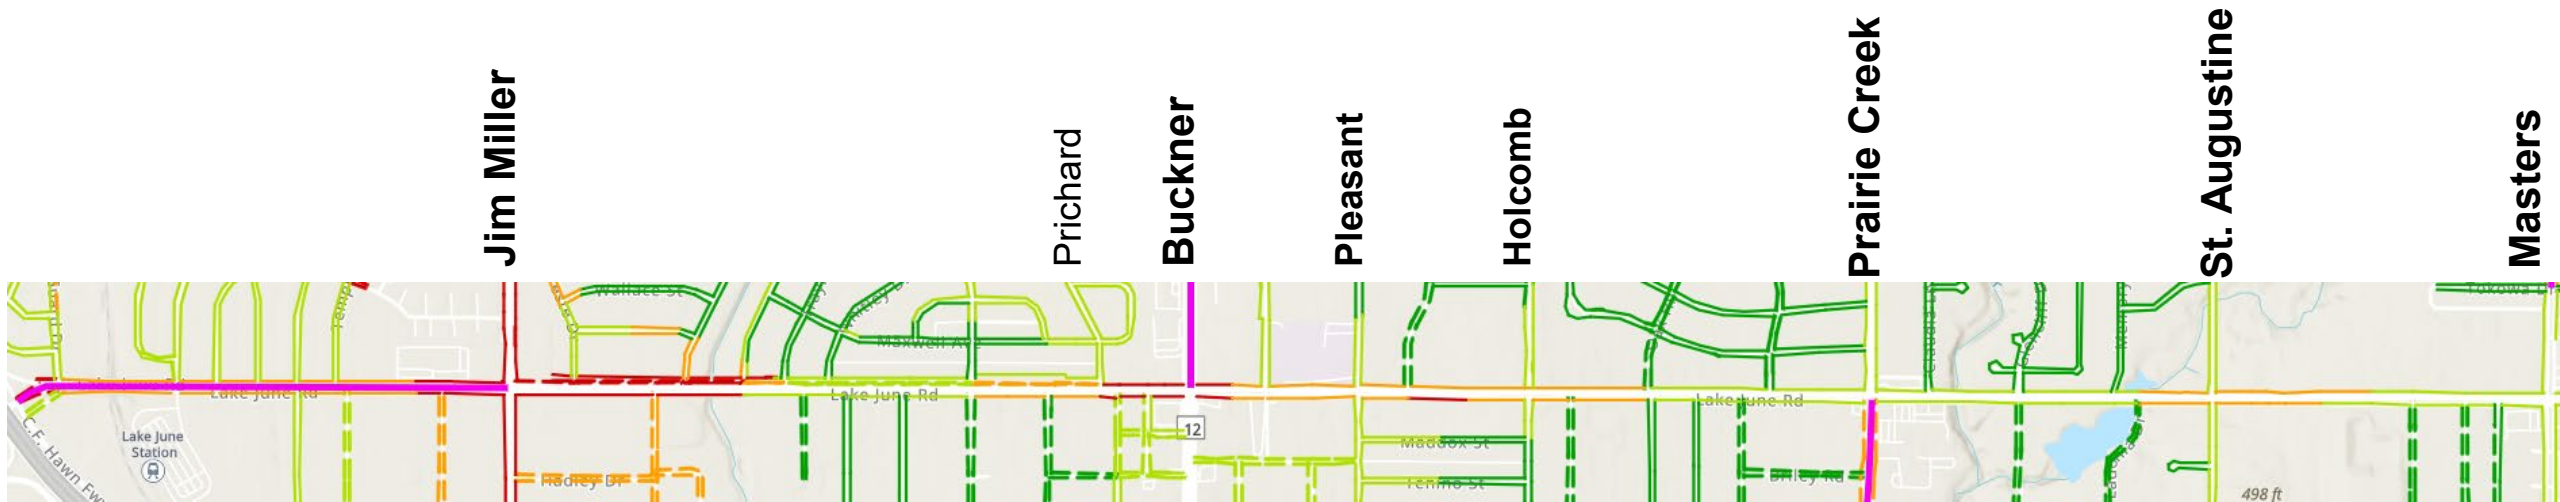 Jim Miller
Prichard
Buckner
Pleasant
Holcomb
Prairie Creek
St. Augustine
Masters
Wallace St
Maxwell Ave
Lake June Rd
Lake June Rd
Lake June Rd
12
Lake June
Station
C.F. Hawn Fwy
Hadley Dr
Maddox St
Tenino St
Briley Rd
498 ft